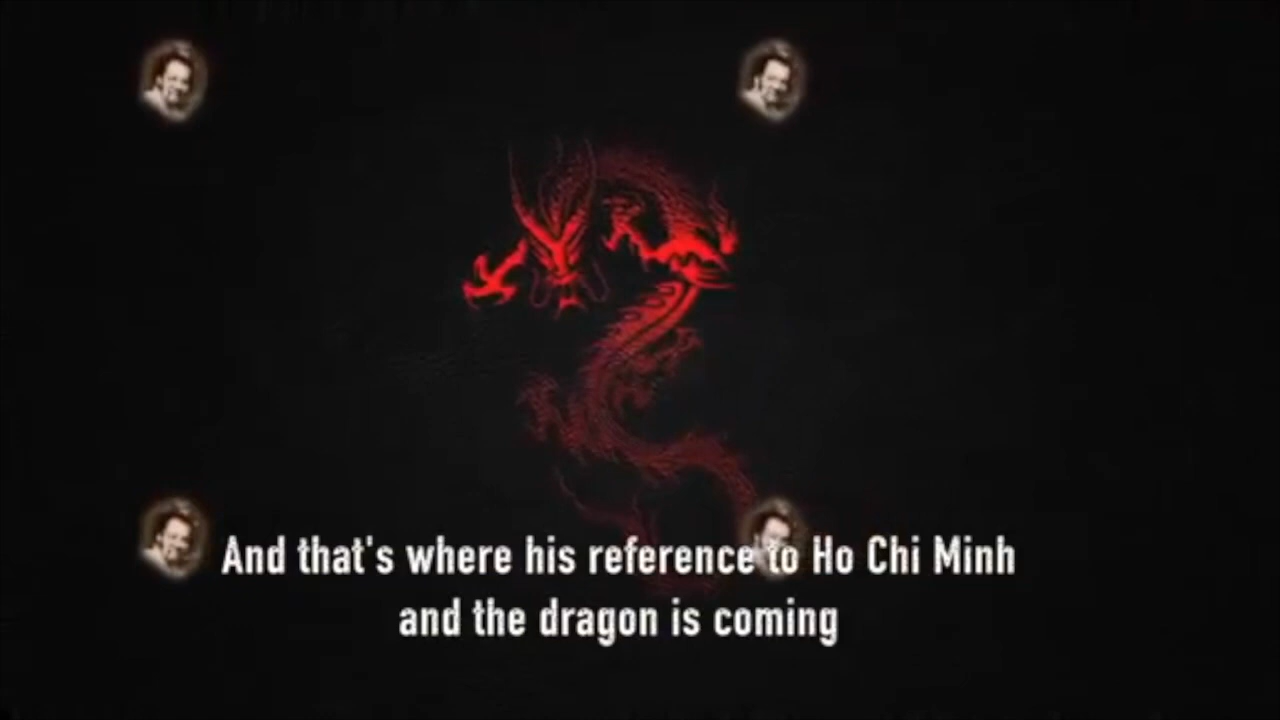 And that's where his reference to Ho Chi Minh
and the dragon is coming